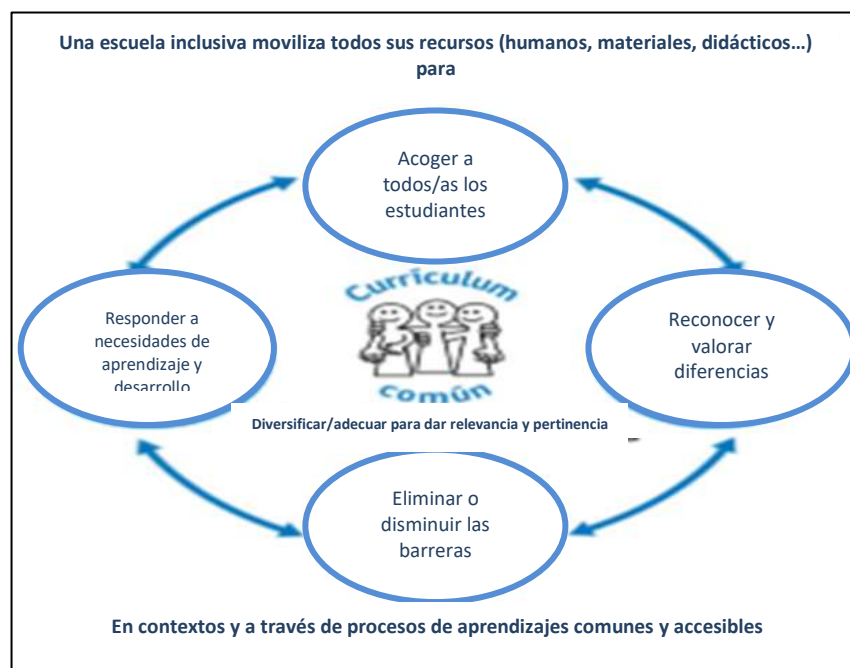 Una escuela inclusiva moviliza todos sus recursos (humanos, materiales, didácticos…)
para
Acoger a
todos/as los
estudiantes
Responder a
necesidades de
aprendizaje y
desarrollo
Currículum
común
Reconocer y
valorar
diferencias
Diversificar/adecuar para dar relevancia y pertinencia
Eliminar o
disminuir las
barreras
En contextos y a través de procesos de aprendizajes comunes y accesibles